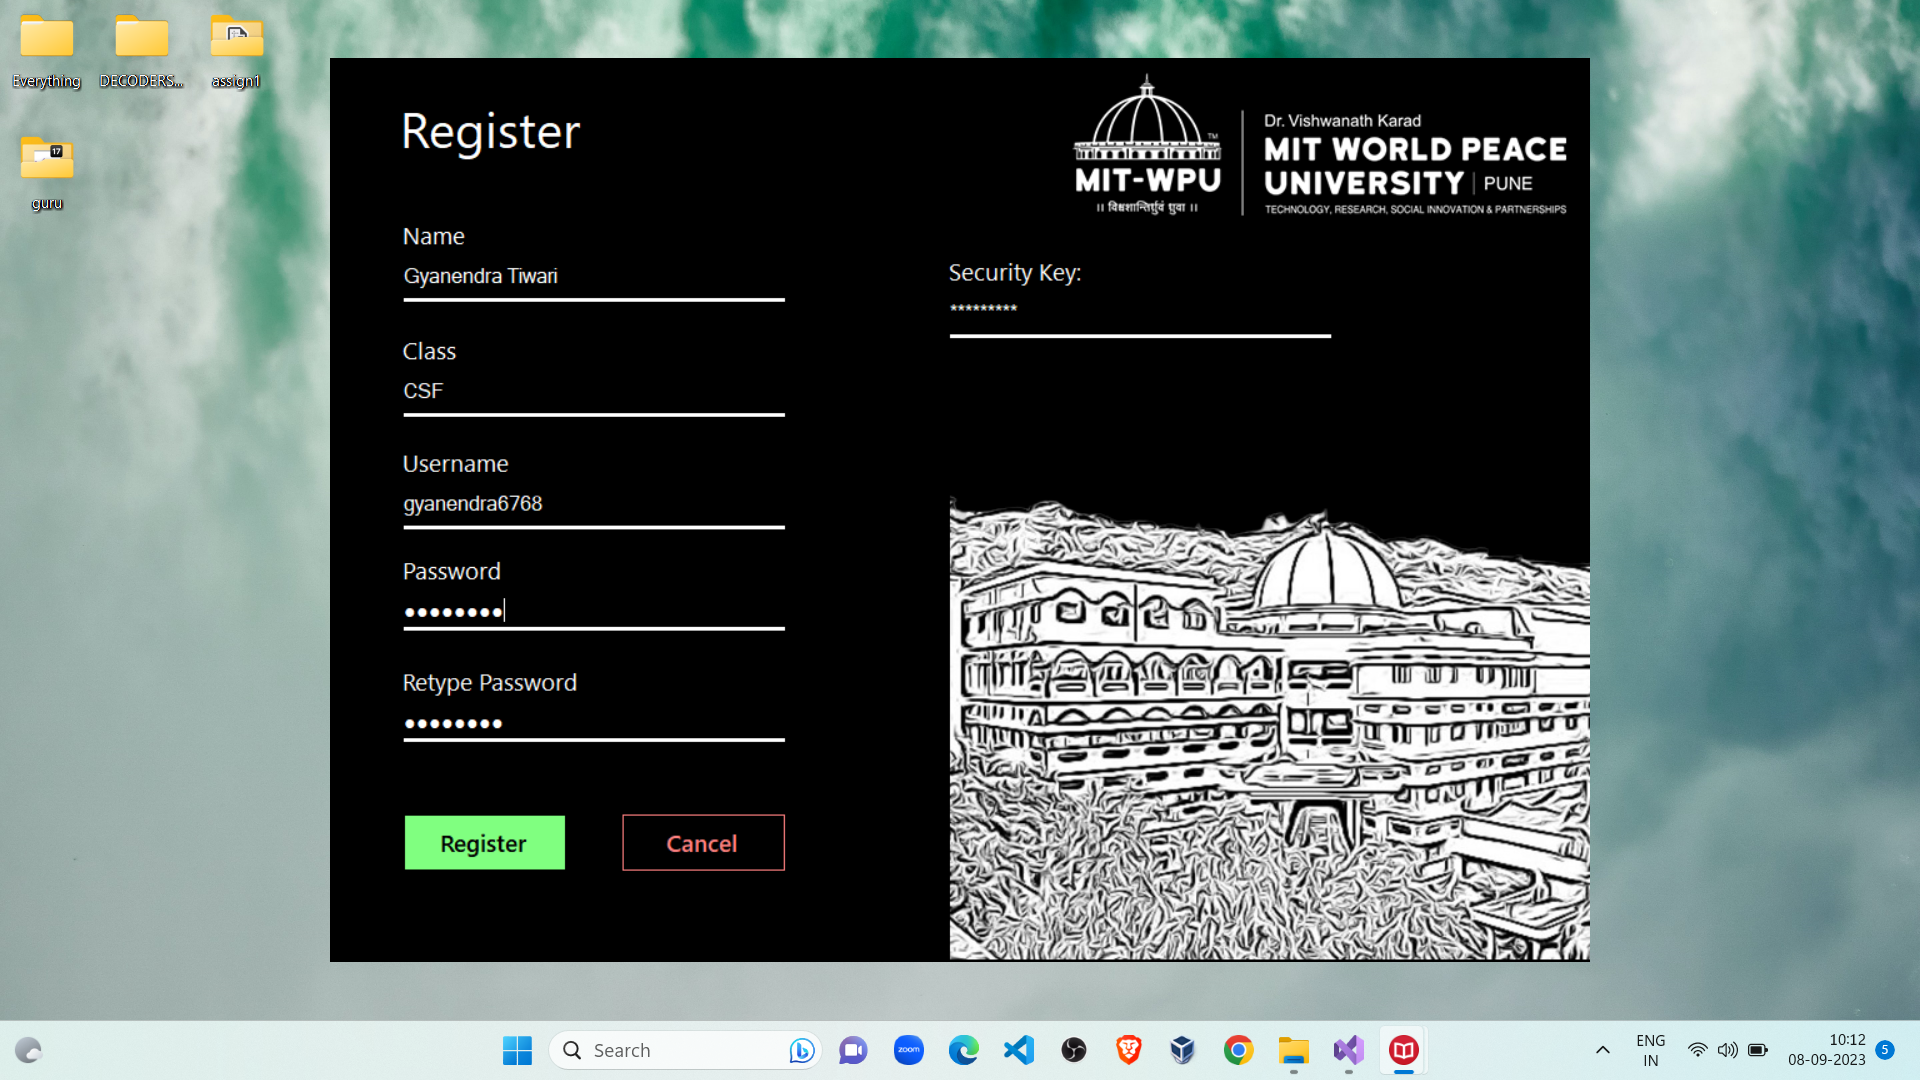 Everything
DECODERS...
assign1
17
guru
Register
Name
Gyanendra Tiwari
Class
CSF
Username
gyanendra6768
Password
●●●●●●●●
Retype Password
●●●●●●●●
Register
Cancel
MIT-WPU
TM
Dr. Vishwanath Karad
MIT WORLD PEACE
UNIVERSITY | PUNE
TECHNOLOGY, RESEARCH, SOCIAL INNOVATION & PARTNERSHIPS
Security Key:
*********
Search
zoom
ENG
IN
10:12
08-09-2023
5